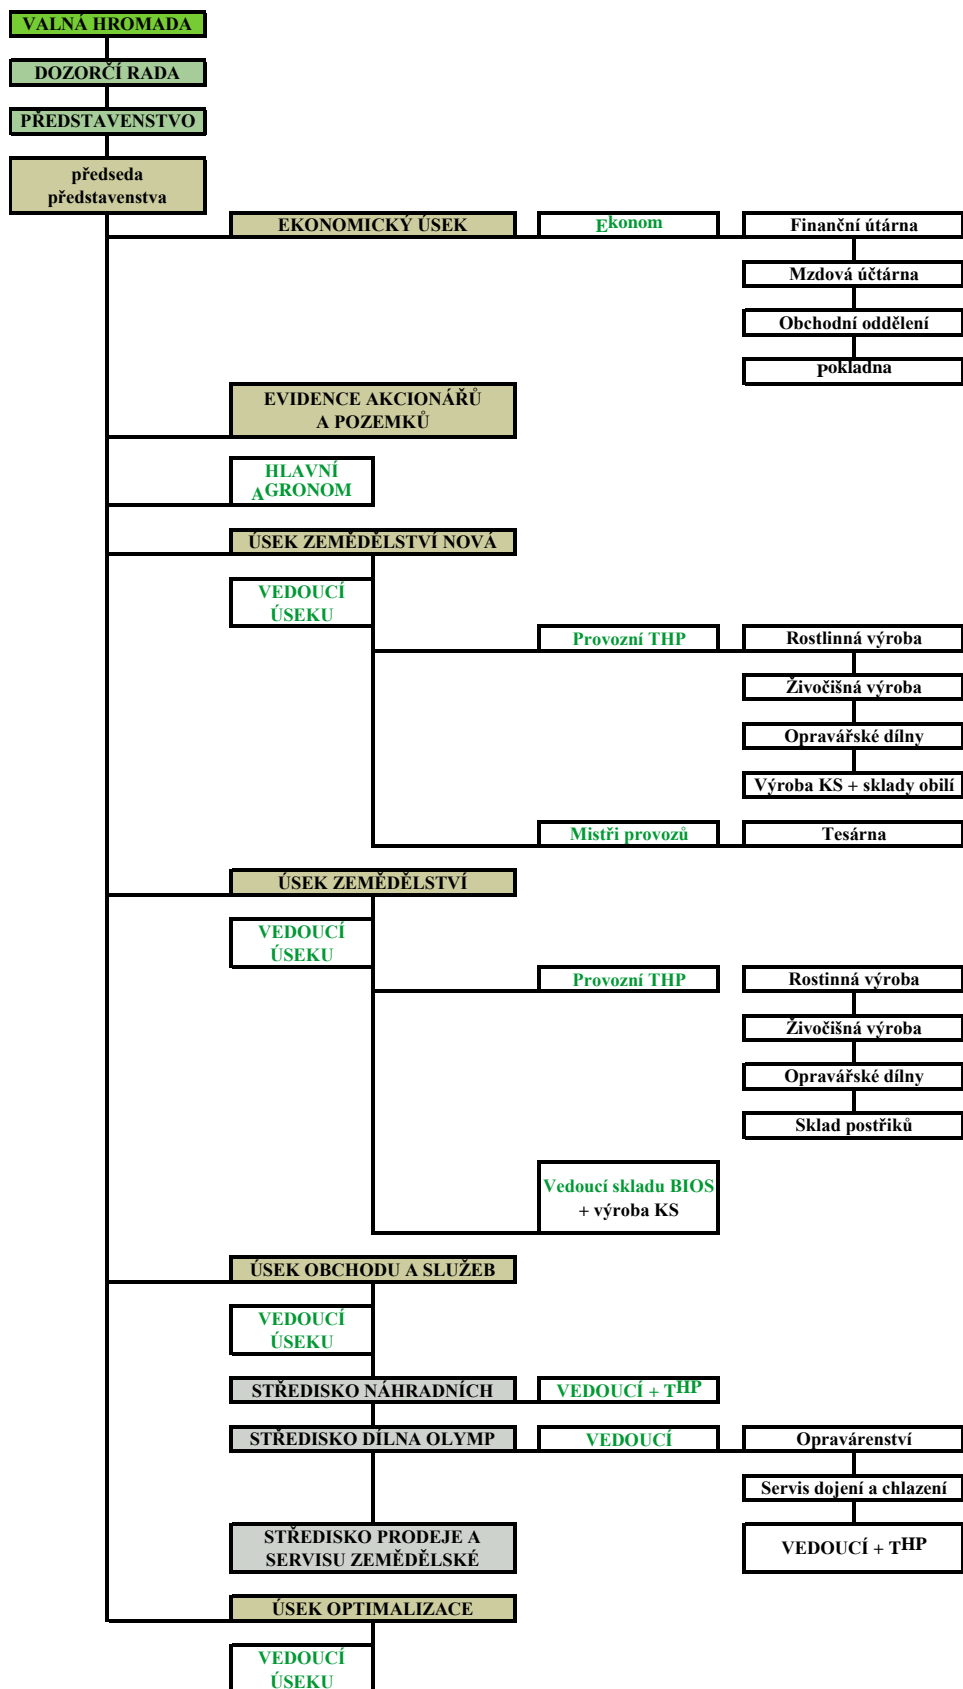 VALNÁ HROMADA
DOZORČÍ RADA
PŘEDSTAVENSTVO
předseda
představenstva
EKONOMICKÝ ÚSEK
Ekonom
Finanční útárna
Mzdová účtárna
Obchodní oddělení
Pokladna
EVIDENCE AKCIONÁŘŮ
A POZEMKŮ
HLAVNÍ
AGRONOM
ÚSEK ZEMĚDĚLSTVÍ NOVÁ
VEDOUCÍ
ÚSEKU
Provozní THP
Rostlinná výroba
Živočišná výroba
Opravářské dílny
Výroba KS + sklady obilí
Mistři provozů
Tesárna
ÚSEK ZEMĚDĚLSTVÍ
VEDOUCÍ
ÚSEKU
Provozní THP
Rostinná výroba
Živočišná výroba
Opravářské dílny
Sklad postřiků
Vedoucí skladu BIOS
+ výroba KS
ÚSEK OBCHODU A SLUŽEB
VEDOUCÍ
ÚSEKU
STŘEDISKO NÁHRADNÍCH
VEDOUCÍ + THP
STŘEDISKO DÍLNA OLYMP
VEDOUCÍ
Opravárenství
Servis dojení a chlazení
STŘEDISKO PRODEJE A
SERVISU ZEMĚDĚLSKÉ
VEDOUCÍ + THP
ÚSEK OPTIMALIZACE
VEDOUCÍ
ÚSEKU